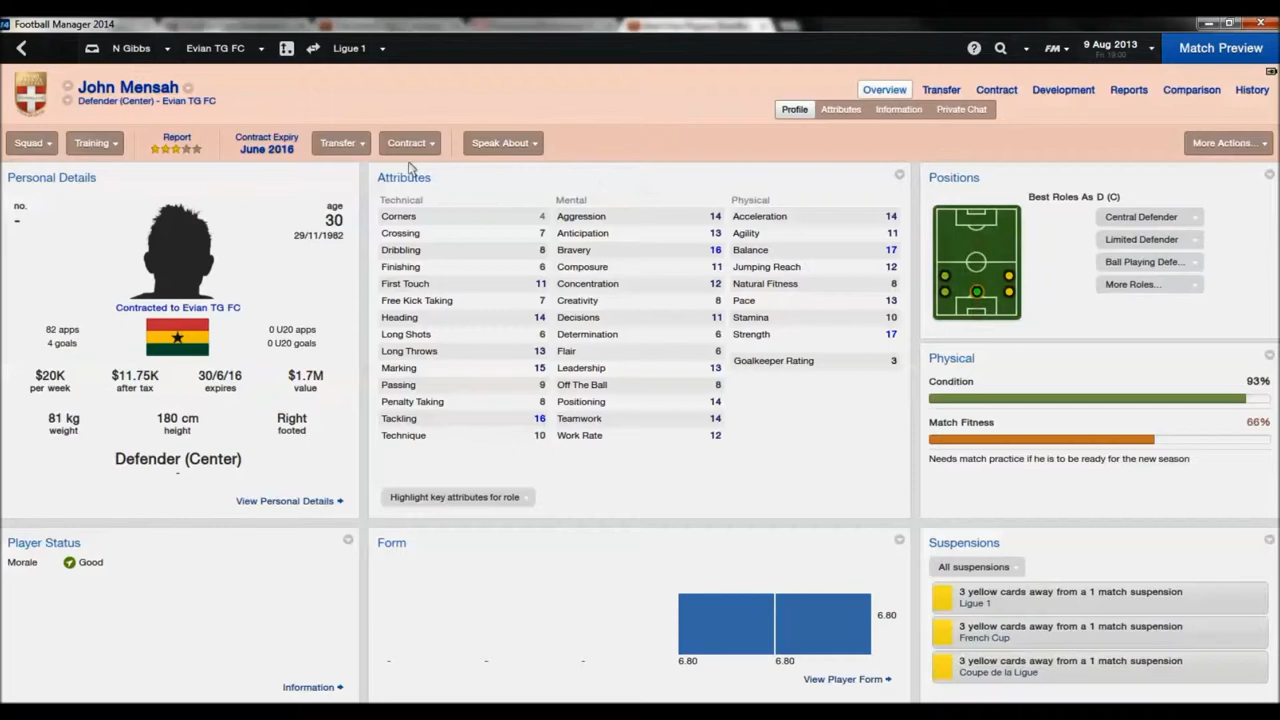 Football Manager 2014
N Gibbs Evian TG FC Ligue 1 FM 9 Aug 2013 Match Preview
Fri 19:00
John Mensah
Defender (Center) - Evian TG FC
Overview Transfer Contract Development Reports Comparison History
Profile Attributes Information Private Chat
Squad Training Report Contract Expiry June 2016 Transfer Contract Speak About More Actions...
Personal Details
no.
-
age
30
29/11/1982
Contracted to Evian TG FC
82 apps
4 goals
0 U20 apps
0 U20 goals
$20K $11.75K 30/6/16 $1.7M
per week after tax expires value
81 kg 180 cm Right
weight height footed
Defender (Center)
-
View Personal Details
Attributes
Technical Mental Physical
Corners 4 Aggression 14 Acceleration 14
Crossing 7 Anticipation 13 Agility 11
Dribbling 8 Bravery 16 Balance 17
Finishing 6 Composure 11 Jumping Reach 12
First Touch 11 Concentration 12 Natural Fitness 8
Free Kick Taking 7 Creativity 8 Pace 13
Heading 14 Decisions 11 Stamina 10
Long Shots 6 Determination 6 Strength 17
Long Throws 13 Flair 6
Goalkeeper Rating 3
Marking 15 Leadership 13
Passing 9 Off The Ball 8
Penalty Taking 8 Positioning 14
Tackling 16 Teamwork 14
Technique 10 Work Rate 12
Highlight key attributes for role
Positions
Best Roles As D (C)
Central Defender
Limited Defender
Ball Playing Defe...
More Roles...
Physical
Condition 93%
Match Fitness 66%
Needs match practice if he is to be ready for the new season
Player Status
Morale Good
Information
Form
6.80
- - - 6.80 6.80
View Player Form
Suspensions
All suspensions
3 yellow cards away from a 1 match suspension
Ligue 1
3 yellow cards away from a 1 match suspension
French Cup
3 yellow cards away from a 1 match suspension
Coupe de la Ligue